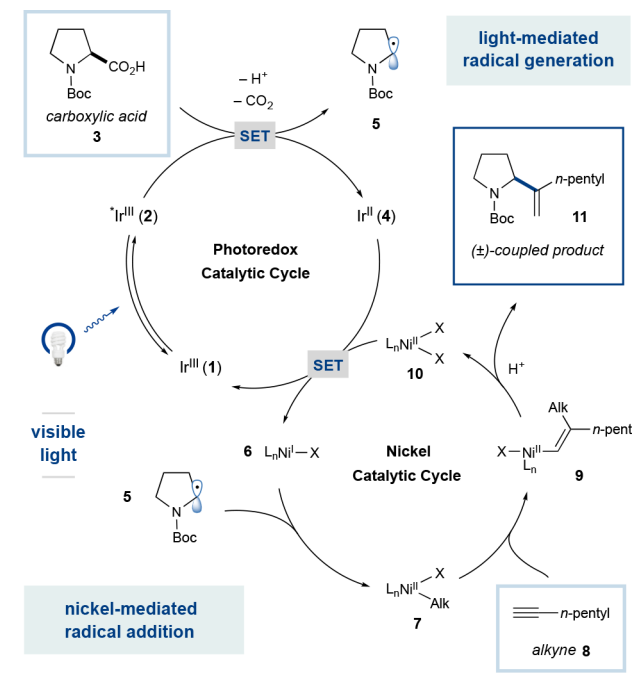 light-mediated
radical generation
N
CO₂H
Boc
carboxylic acid
3
– H⁺
– CO₂
SET
N
Boc
5
*Irᴵᴵᴵ (2)
Irᴵᴵ (4)
Photoredox
Catalytic Cycle
N
Boc
n-pentyl
11
(±)-coupled product
Irᴵᴵᴵ (1)
SET
LₙNiᴵᴵ
X
X
10
H⁺
visible
light
6 LₙNiᴵ–X
Nickel
Catalytic Cycle
Alk
n-pent
X–Niᴵᴵ
Lₙ
9
5
N
Boc
LₙNiᴵᴵ
X
Alk
7
nickel-mediated
radical addition
n-pentyl
alkyne 8